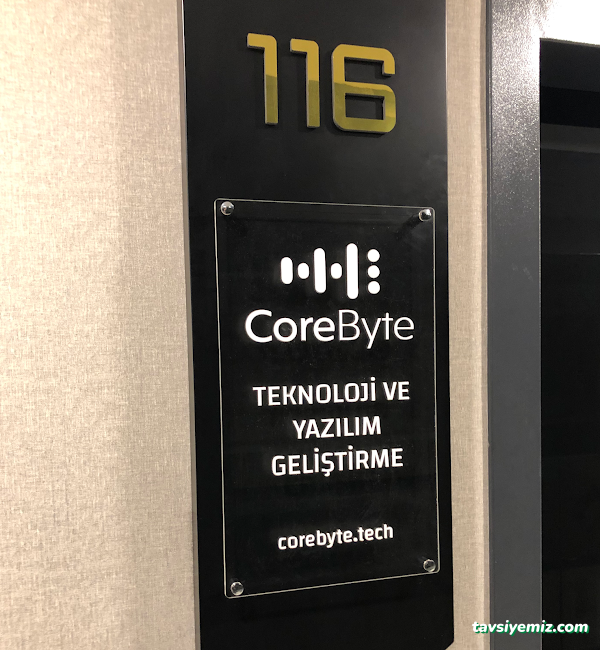 116
CoreByte
TEKNOLOJİ VE
YAZILIM
GELİŞTİRME
corebyte.tech
tavsiyemiz.com